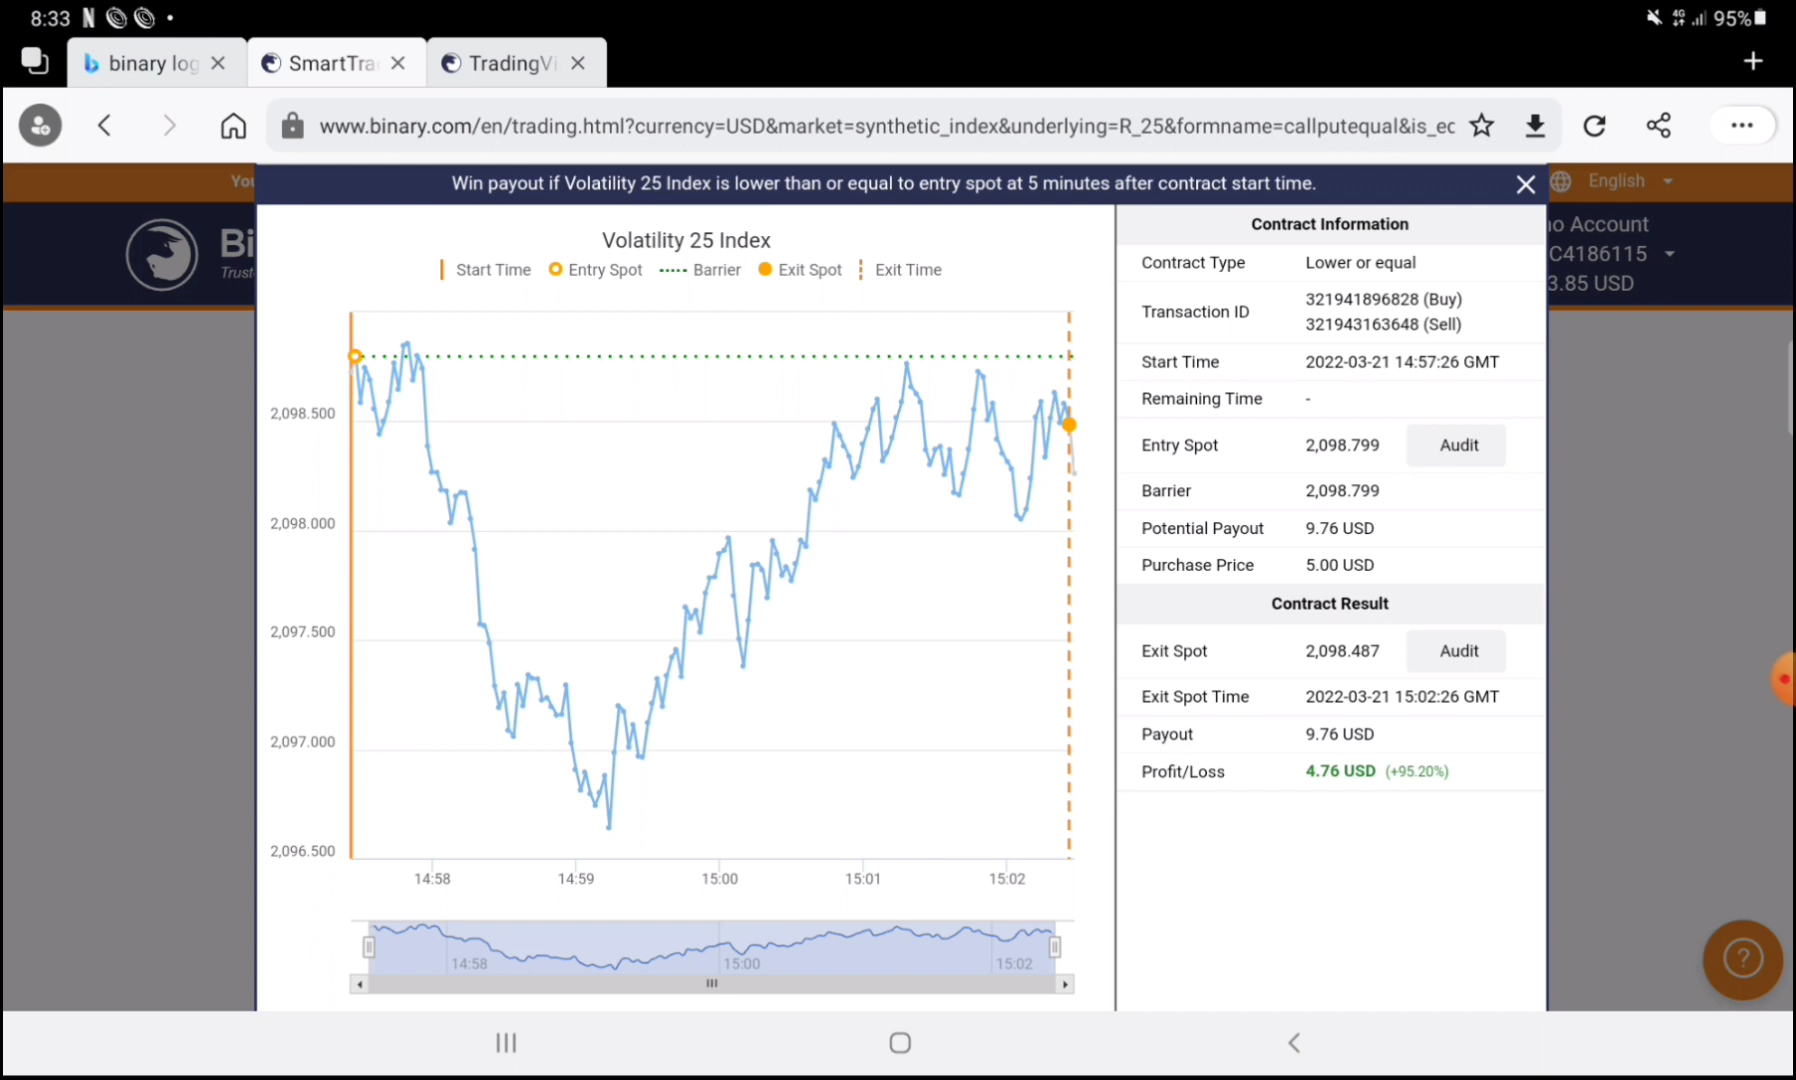 8:33
95%
binary log
SmartTra
TradingVi
www.binary.com/en/trading.html?currency=USD&market=synthetic_index&underlying=R_25&formname=callputequal&is_ec
You
Win payout if Volatility 25 Index is lower than or equal to entry spot at 5 minutes after contract start time.
English
Bi
Trust
Account
C4186115
3.85 USD
Volatility 25 Index
Start Time
Entry Spot
Barrier
Exit Spot
Exit Time
2,098.500
2,098.000
2,097.500
2,097.000
2,096.500
14:58
14:59
15:00
15:01
15:02
14:58
15:00
15:02
Contract Information
Contract Type Lower or equal
Transaction ID 321941896828 (Buy)
321943163648 (Sell)
Start Time 2022-03-21 14:57:26 GMT
Remaining Time -
Entry Spot 2,098.799 Audit
Barrier 2,098.799
Potential Payout 9.76 USD
Purchase Price 5.00 USD
Contract Result
Exit Spot 2,098.487 Audit
Exit Spot Time 2022-03-21 15:02:26 GMT
Payout 9.76 USD
Profit/Loss 4.76 USD (+95.20%)